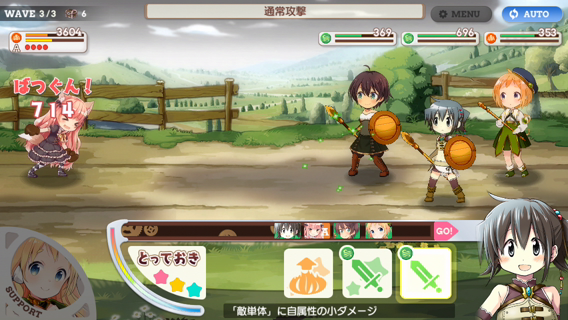 WAVE 3/3 6
通常攻撃
MENU
AUTO
3604
A
369
696
353
ばつぐん!
714
GO!
とっておき
SUPPORT
「敵単体」に自属性の小ダメージ